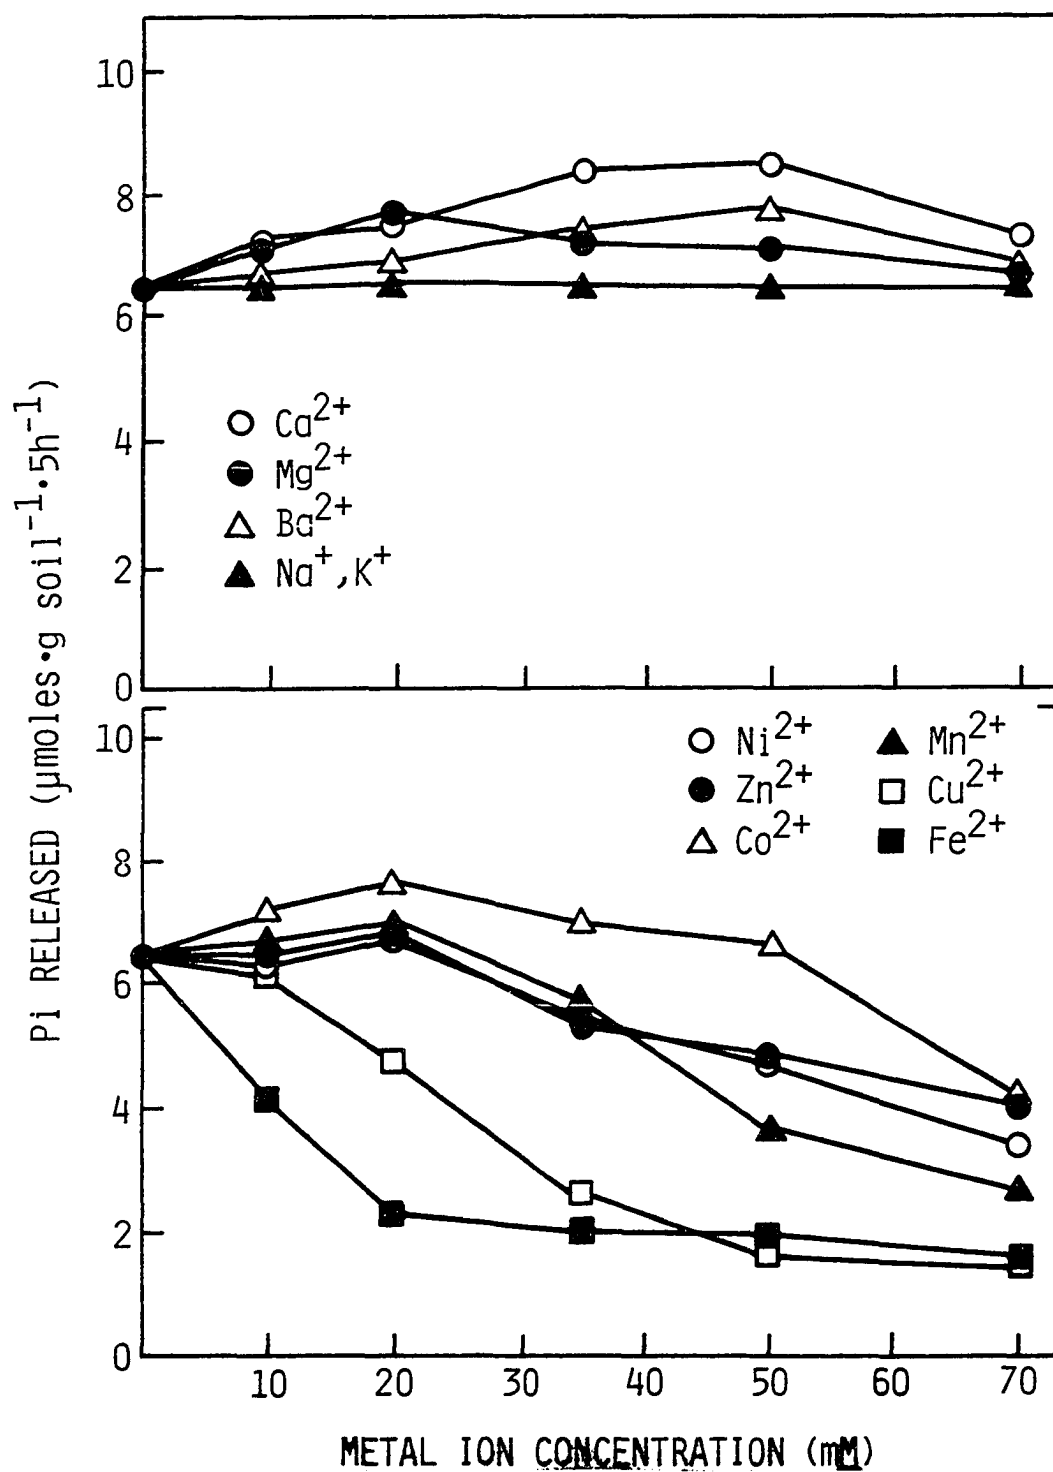 10
8
6
4
2
0
Ca2+
Mg2+
Ba2+
Na+,K+
Pi RELEASED (μmoles·g soil-1·5h-1)
10
8
6
4
2
0
Ni2+ Mn2+
Zn2+ Cu2+
Co2+ Fe2+
10 20 30 40 50 60 70
METAL ION CONCENTRATION (mM)